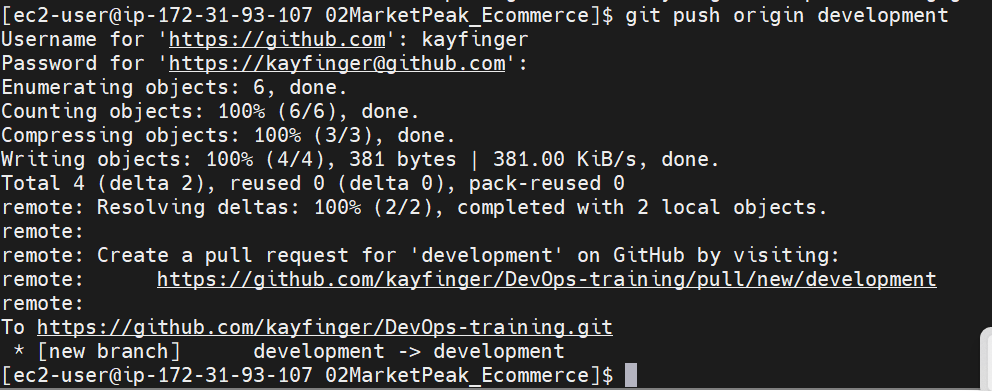 [ec2-user@ip-172-31-93-107 02MarketPeak_Ecommerce]$ git push origin development
Username for 'https://github.com': kayfinger
Password for 'https://kayfinger@github.com':
Enumerating objects: 6, done.
Counting objects: 100% (6/6), done.
Compressing objects: 100% (3/3), done.
Writing objects: 100% (4/4), 381 bytes | 381.00 KiB/s, done.
Total 4 (delta 2), reused 0 (delta 0), pack-reused 0
remote: Resolving deltas: 100% (2/2), completed with 2 local objects.
remote:
remote: Create a pull request for 'development' on GitHub by visiting:
remote:      https://github.com/kayfinger/DevOps-training/pull/new/development
remote:
To https://github.com/kayfinger/DevOps-training.git
 * [new branch]      development -> development
[ec2-user@ip-172-31-93-107 02MarketPeak_Ecommerce]$